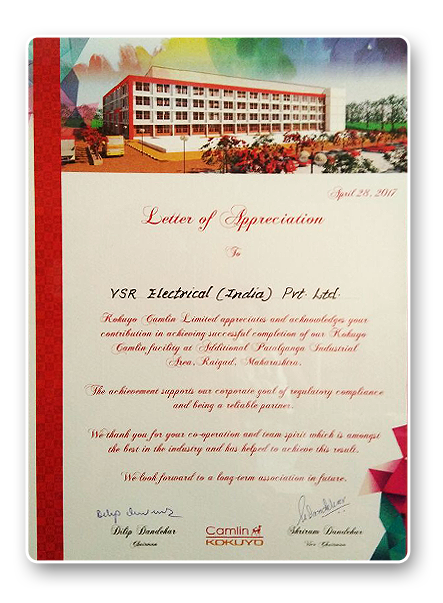 April 28, 2017
Letter of Appreciation
To
YSR Electrical (India) Pvt. Ltd.
Kokuyo Camlin Limited appreciates and acknowledges your
contribution in achieving successful completion of our Kokuyo
Camlin facility at Additional Patalganga Industrial
Area, Raigad, Maharashtra.
The achievement supports our corporate goal of regulatory compliance
and being a reliable partner.
We thank you for your co-operation and team spirit which is amongst
the best in the industry and has helped to achieve this result.
We look forward to a long-term association in future.
Dilip Dandekar
Chairman
Camlin
KOKUYO
Shriram Dandekar
Vice Chairman